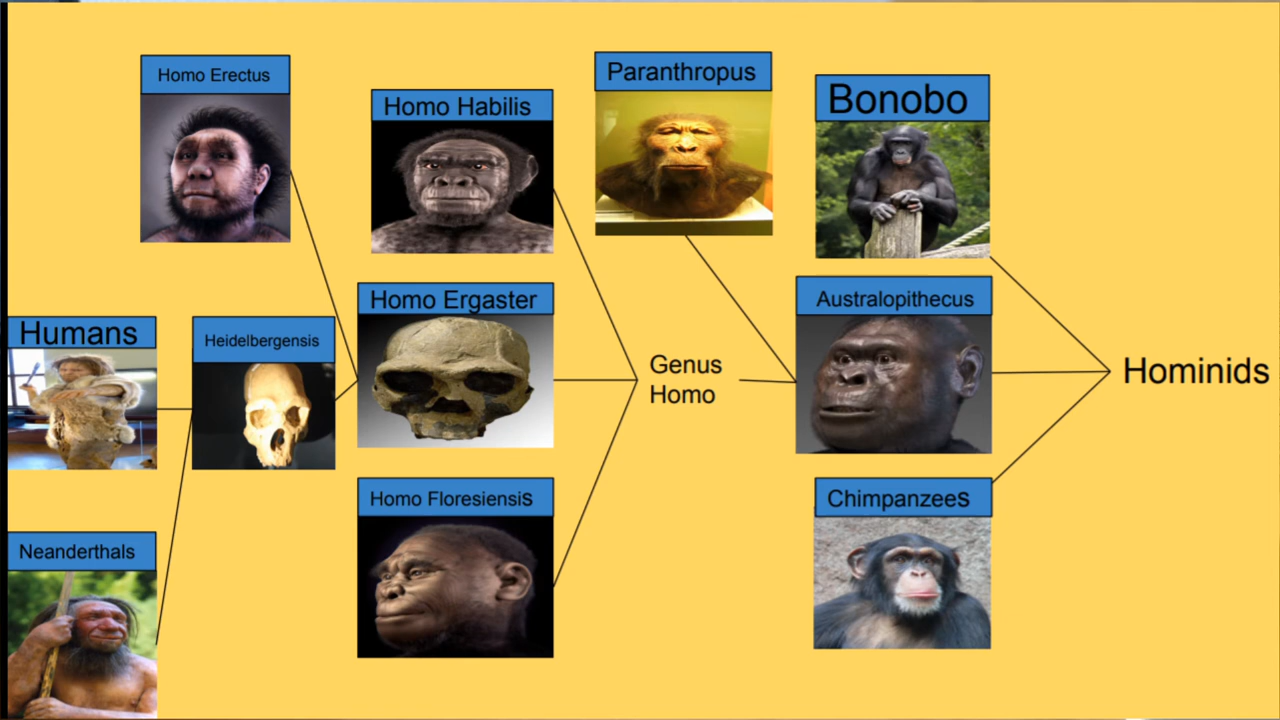 Homo Erectus
Homo Habilis
Paranthropus
Bonobo
Humans
Heidelbergensis
Homo Ergaster
Genus
Homo
Australopithecus
Hominids
Neanderthals
Homo Floresiensis
Chimpanzees